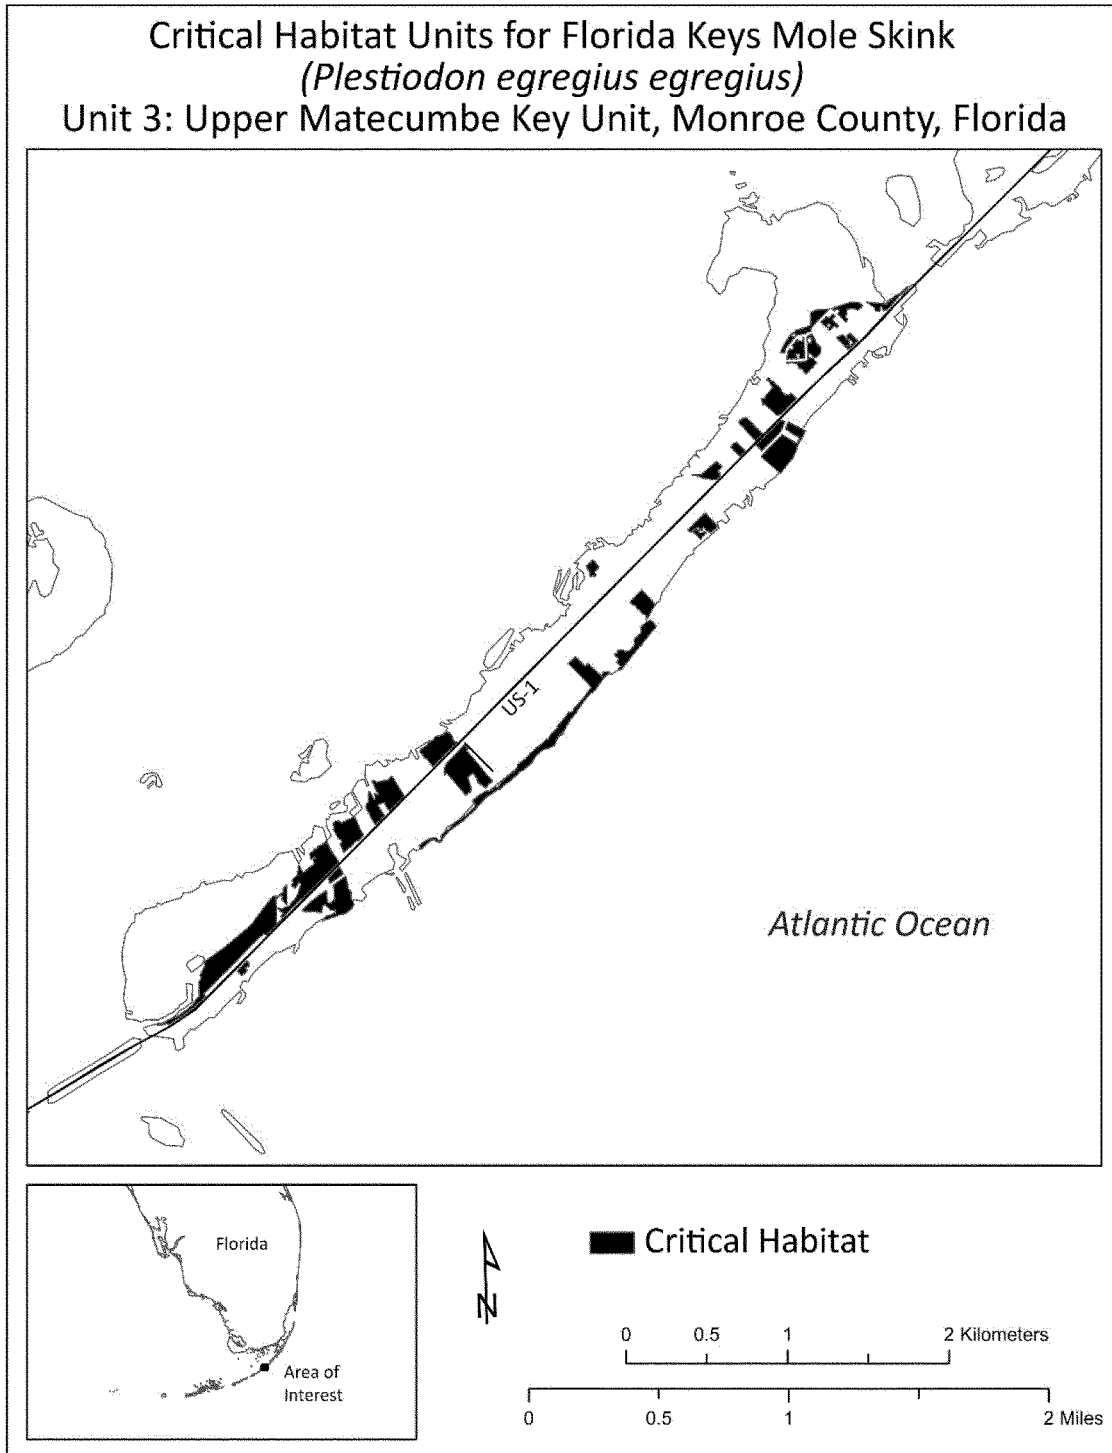 Critical Habitat Units for Florida Keys Mole Skink
(Plestiodon egregius egregius)
Unit 3: Upper Matecumbe Key Unit, Monroe County, Florida
US-1
Atlantic Ocean
Florida
Area of
Interest
N
Critical Habitat
0 0.5 1 2 Kilometers
0 0.5 1 2 Miles